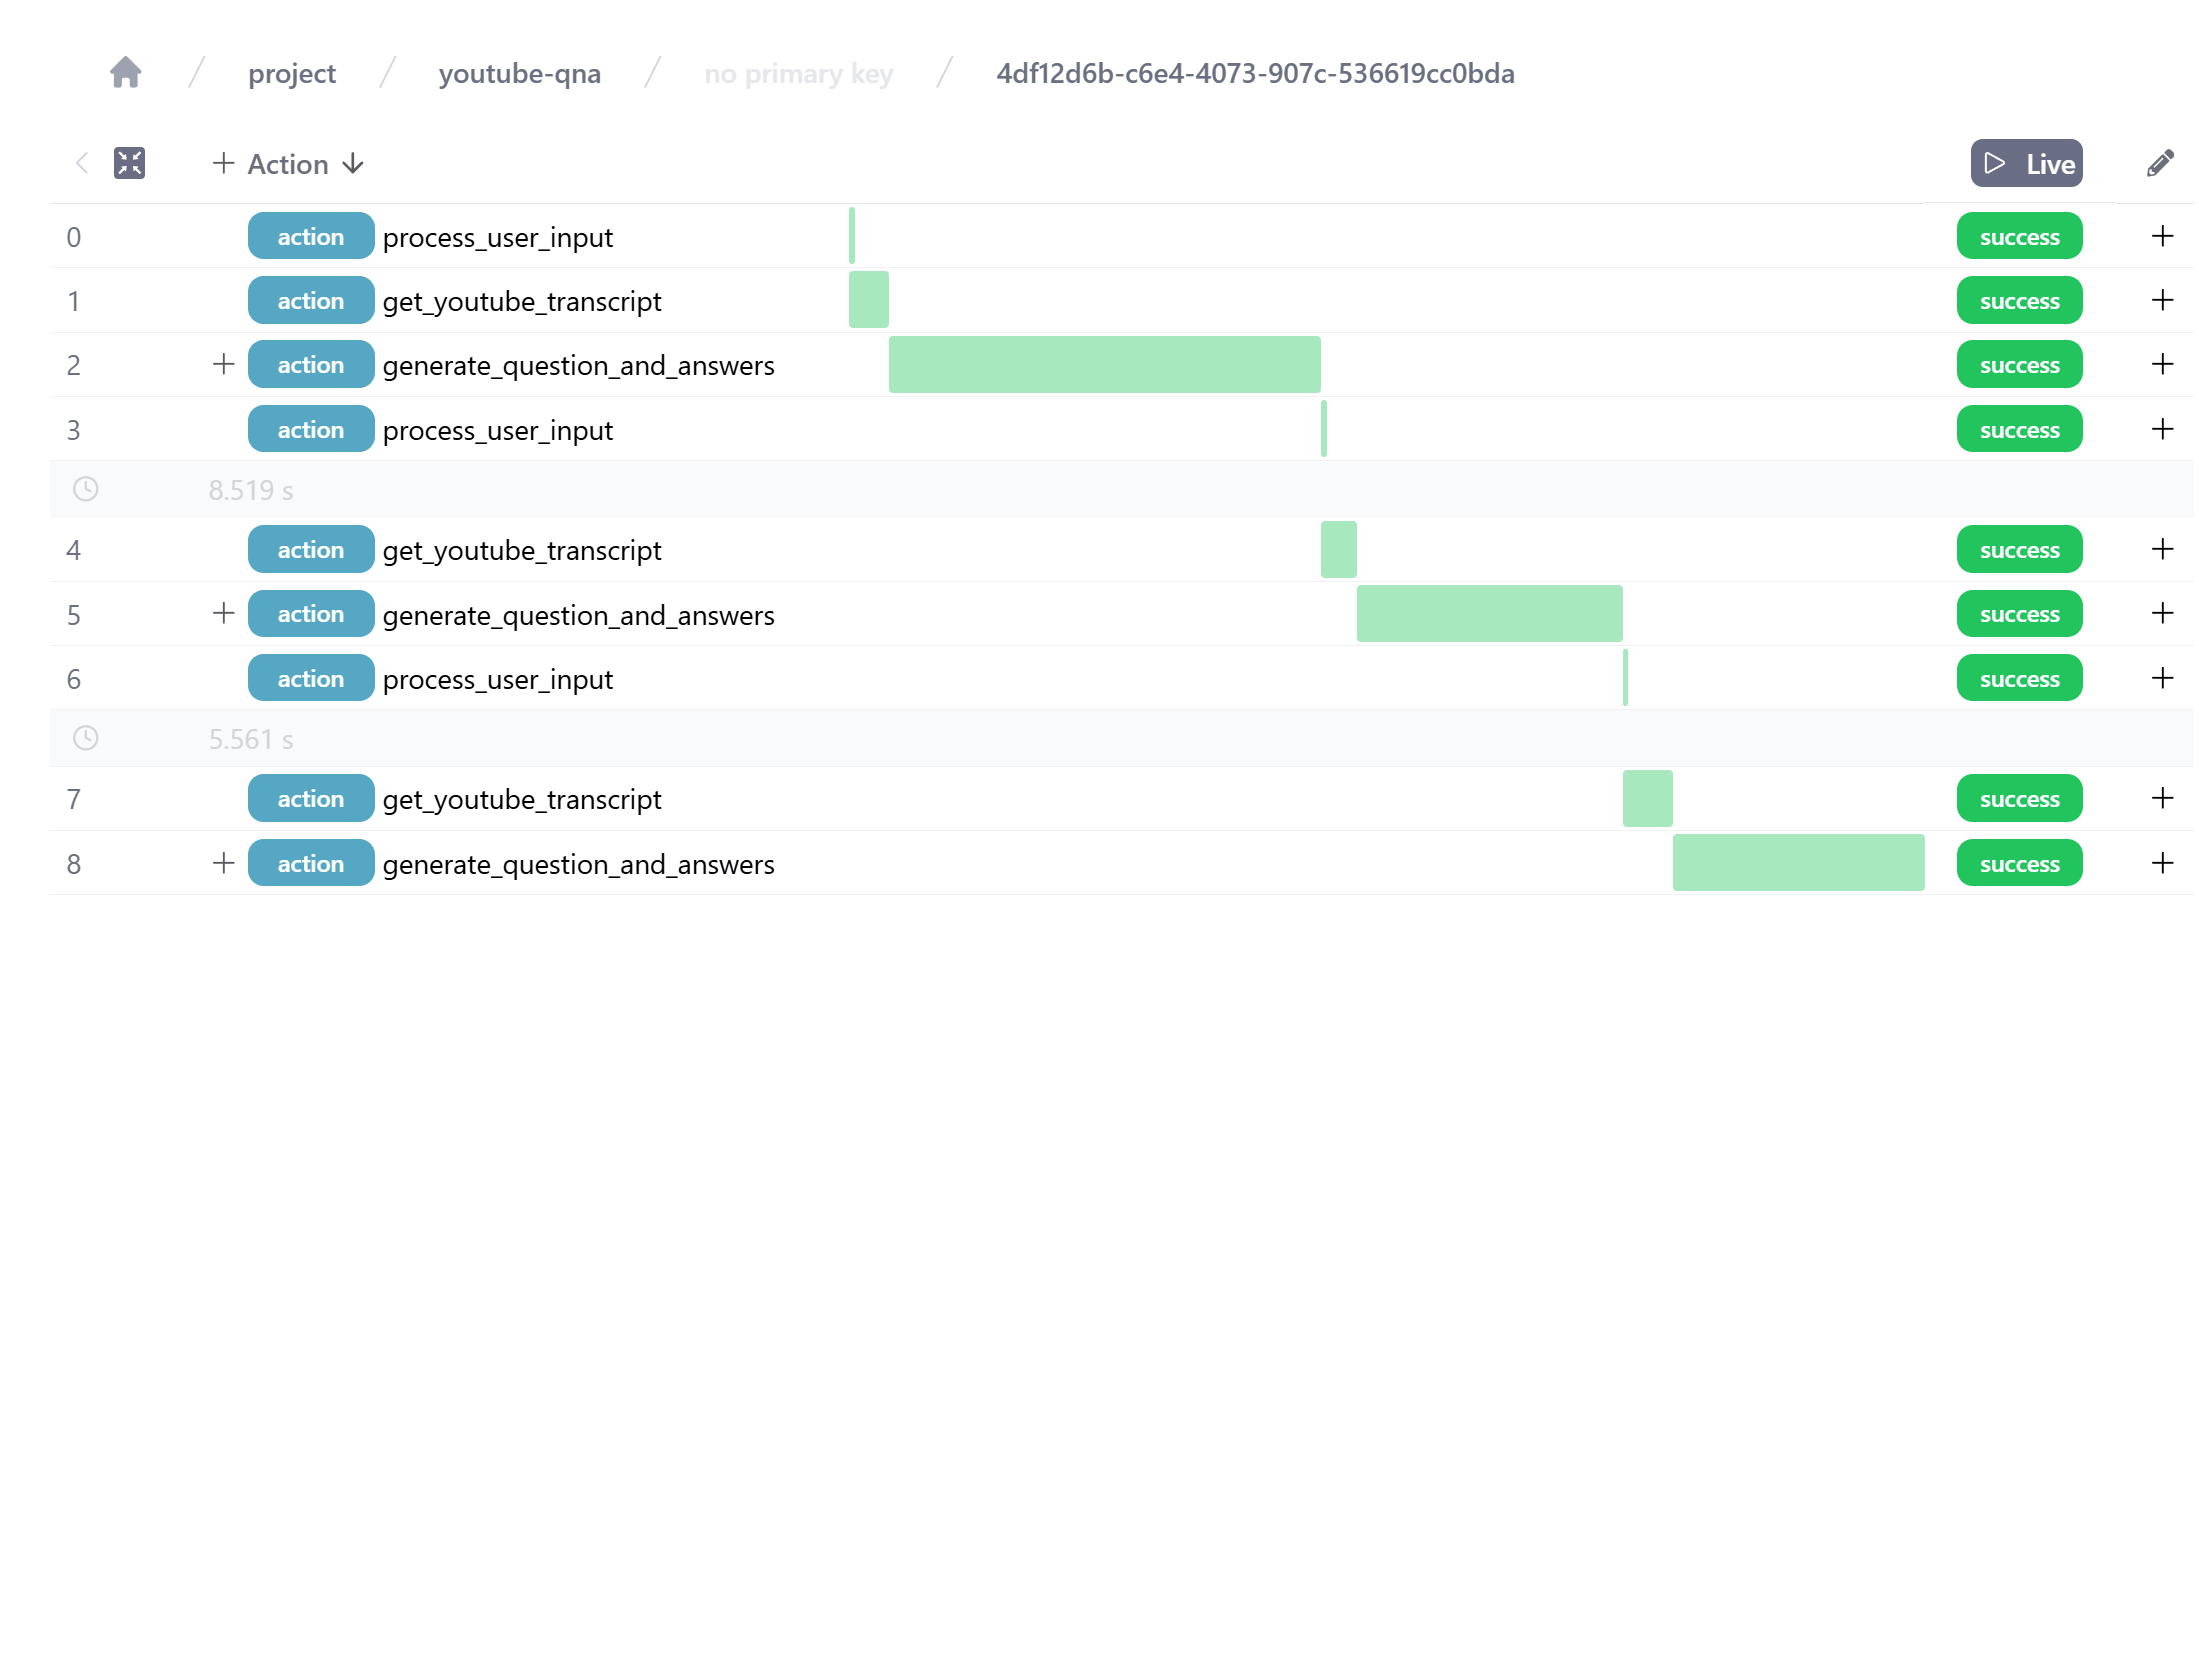 project / youtube-qna / no primary key / 4df12d6b-c6e4-4073-907c-536619cc0bda
+ Action ↓ Live
0 action process_user_input success +
1 action get_youtube_transcript success +
2 + action generate_question_and_answers success +
3 action process_user_input success +
8.519 s
4 action get_youtube_transcript success +
5 + action generate_question_and_answers success +
6 action process_user_input success +
5.561 s
7 action get_youtube_transcript success +
8 + action generate_question_and_answers success +